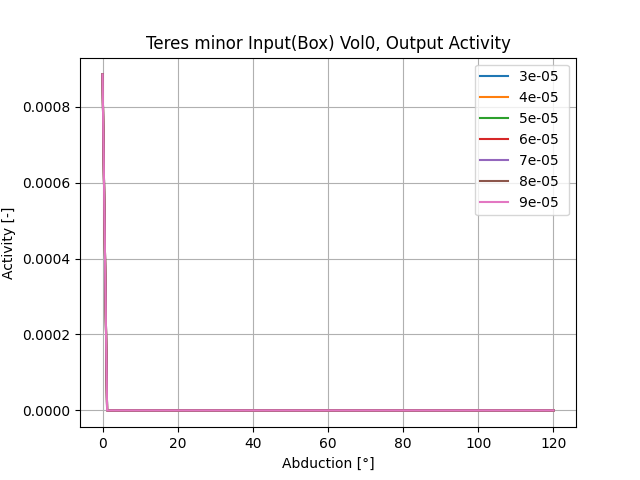 Teres minor Input(Box) Vol0, Output Activity
3e-05
4e-05
5e-05
6e-05
7e-05
8e-05
9e-05
0.0008
0.0006
0.0004
0.0002
0.0000
Activity [-]
0 20 40 60 80 100 120
Abduction [°]